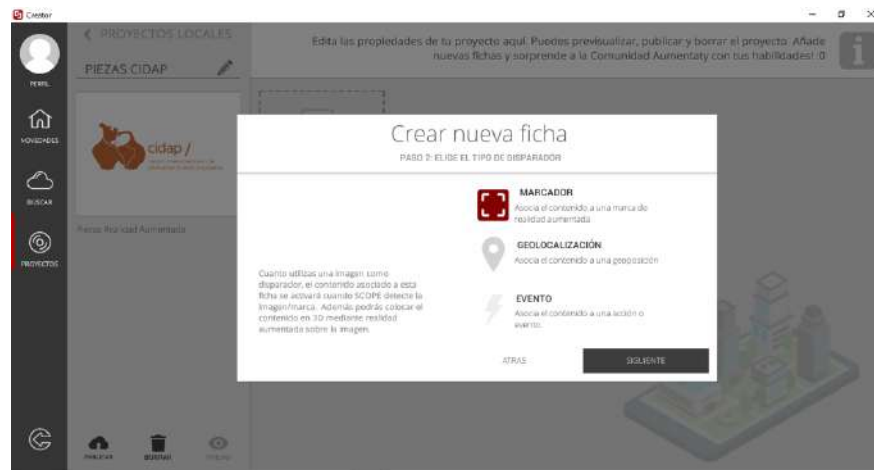 Creator
PERFIL
NOVEDADES
BUSCAR
PROYECTOS
PROYECTOS LOCALES
PIEZAS CIDAP
cidap /
Piezas Realidad Aumentada
PUBLICAR
BORRAR
Edita las propiedades de tu proyecto aquí. Puedes previsualizar, publicar y borrar el proyecto. Añade
nuevas fichas y sorprende a la Comunidad Aumentaty con tus habilidades! :D
Crear nueva ficha
PASO 2: ELIGE EL TIPO DE DISPARADOR
Cuanto utilizas una imagen como
disparador, el contenido asociado a esta
ficha se activará cuando SCOPE detecte la
imagen/marca. Además podrás colocar el
contenido en 3D mediante realidad
aumentada sobre la imagen.
MARCADOR
Asocia el contenido a una marca de
realidad aumentada
GEOLOCALIZACIÓN
Asocia el contenido a una geoposición
EVENTO
Asocia el contenido a una acción o
evento.
ATRAS
SIGUIENTE